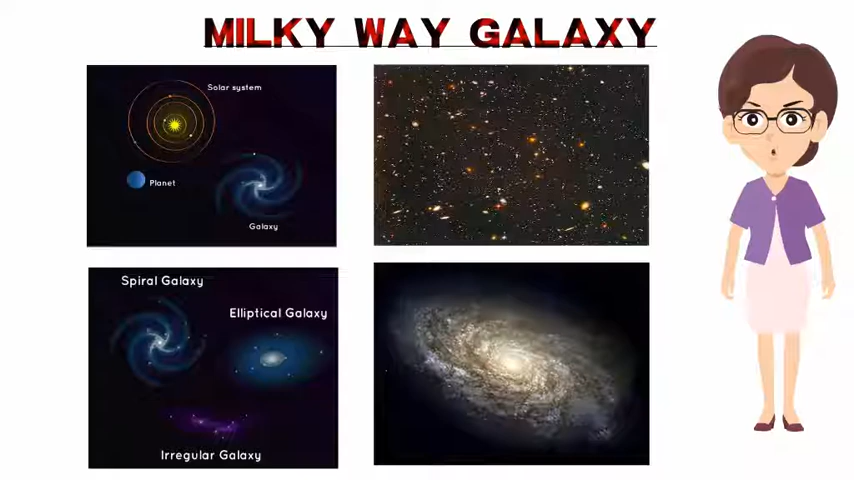 MILKY WAY GALAXY
Solar system
Planet
Galaxy
Spiral Galaxy
Elliptical Galaxy
Irregular Galaxy